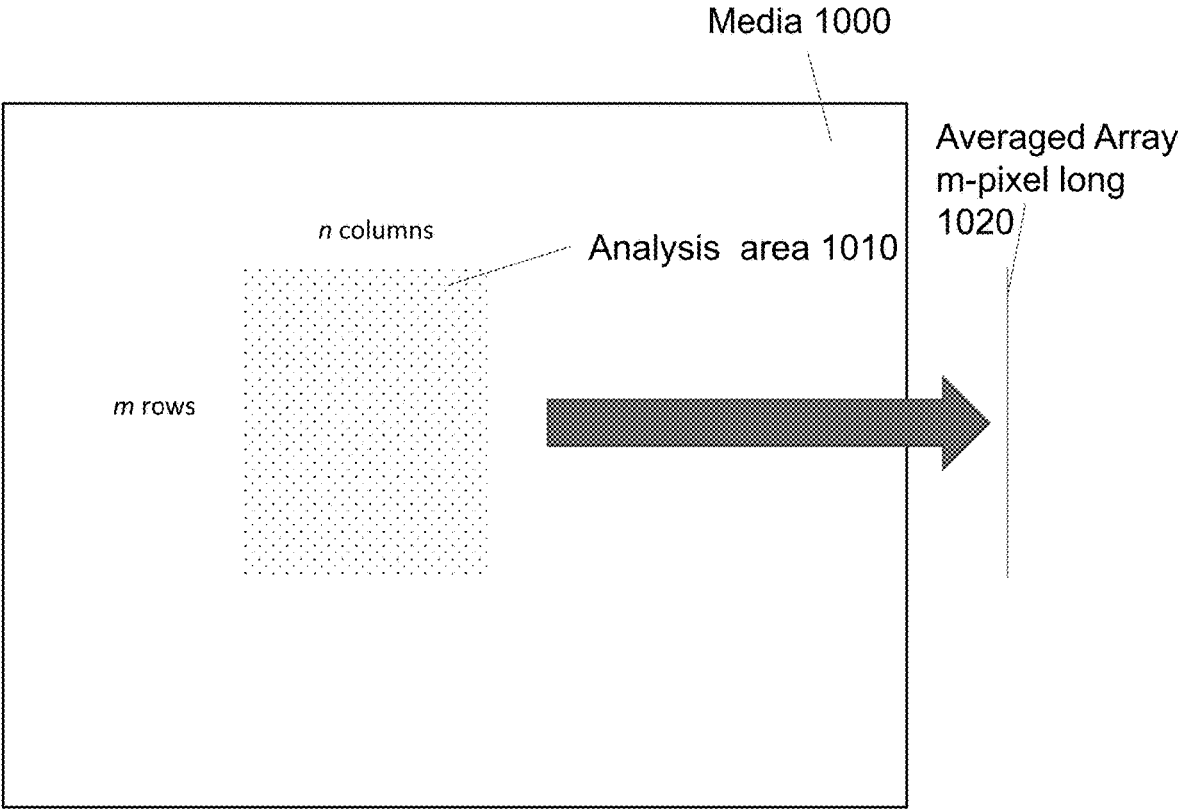 Media 1000
Averaged Array
m-pixel long
1020
n columns
Analysis area 1010
m rows